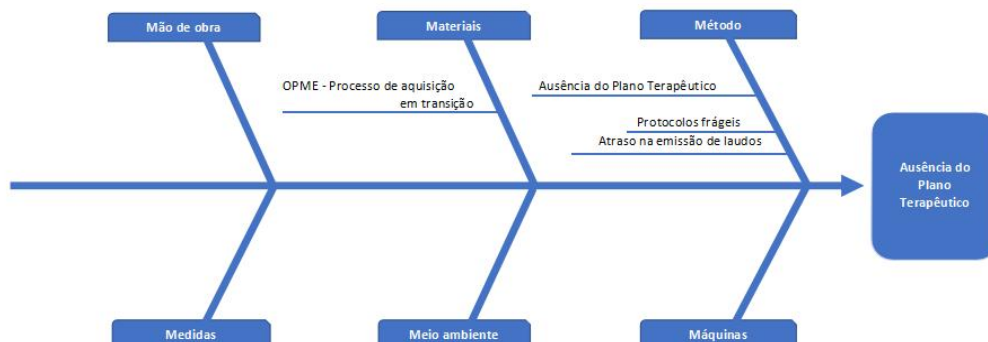 Mão de obra
Materiais
Método
OPME - Processo de aquisição
em transição
Ausência do Plano Terapêutico
Protocolos frágeis
Atraso na emissão de laudos
Ausência do
Plano
Terapêutico
Medidas
Meio ambiente
Máquinas